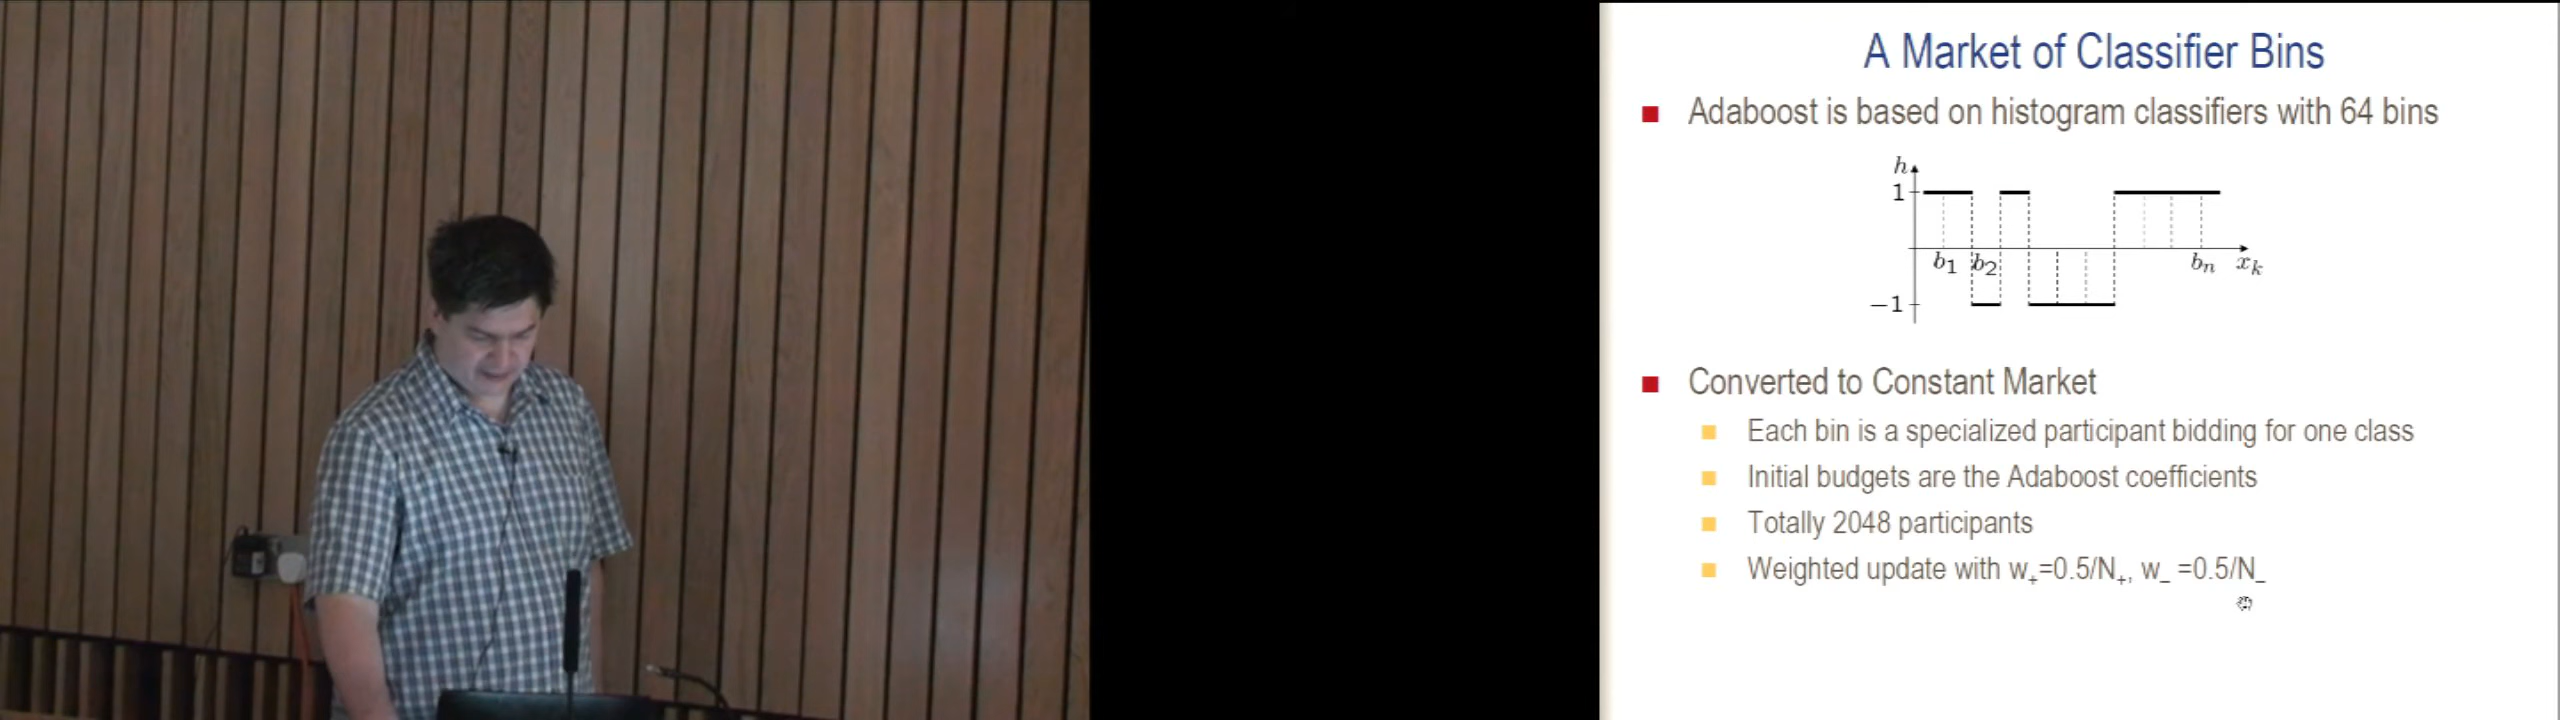 A Market of Classifier Bins
Adaboost is based on histogram classifiers with 64 bins
h
1
b1 b2 bn xk
−1
Converted to Constant Market
Each bin is a specialized participant bidding for one class
Initial budgets are the Adaboost coefficients
Totally 2048 participants
Weighted update with w+=0.5/N+, w− =0.5/N−